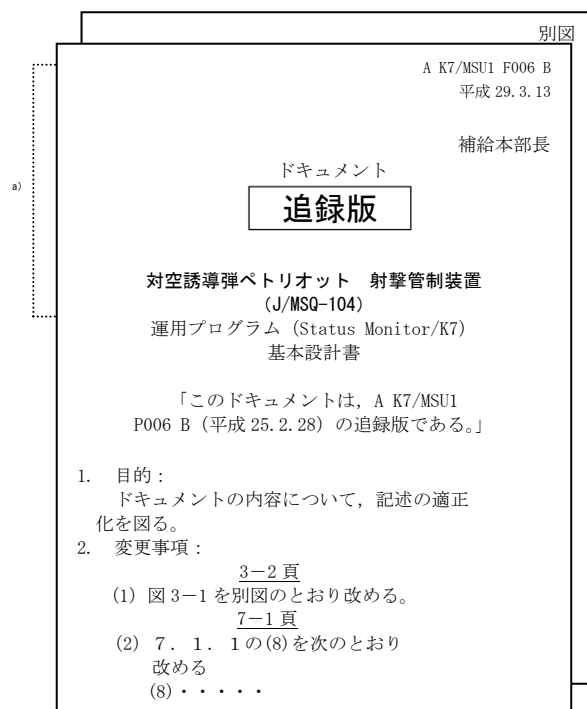 別図
A K7/MSU1 F006 B
平成 29.3.13
補給本部長
a)
ドキュメント
追録版
対空誘導弾ペトリオット　射撃管制装置
(J/MSQ-104)
運用プログラム（Status Monitor/K7）
基本設計書
「このドキュメントは，A K7/MSU1
P006 B（平成 25.2.28）の追録版である。」
1.　目的：
ドキュメントの内容について，記述の適正
化を図る。
2.　変更事項：
3－2 頁
(1) 図 3－1 を別図のとおり改める。
7－1 頁
(2) ７．１．１の(8)を次のとおり
改める
(8)・・・・・